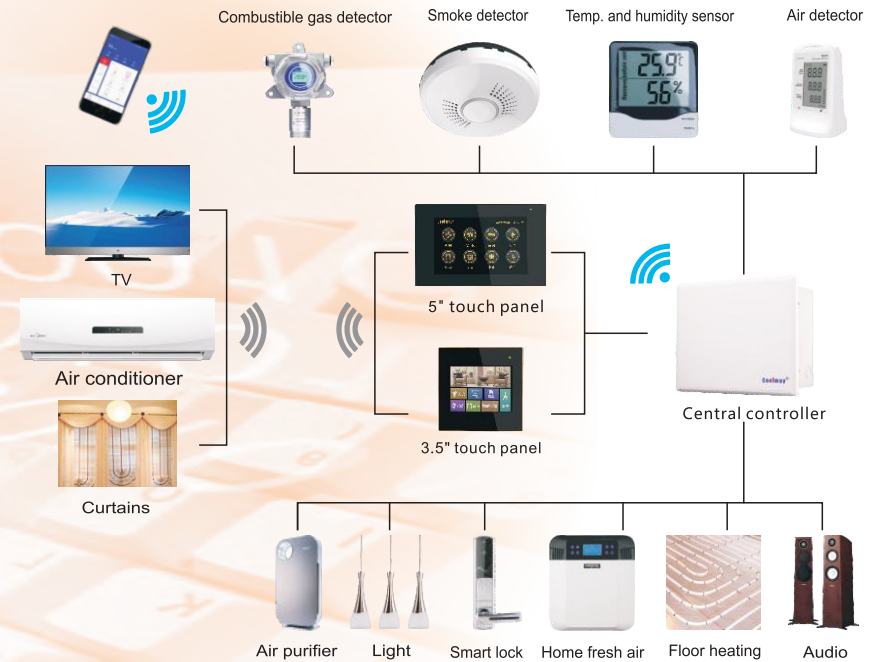 Combustible gas detector
Smoke detector
Temp. and humidity sensor
Air detector
25.9°C
56%
TV
5" touch panel
Air conditioner
3.5" touch panel
Central controller
Curtains
Air purifier
Light
Smart lock
Home fresh air
Floor heating
Audio